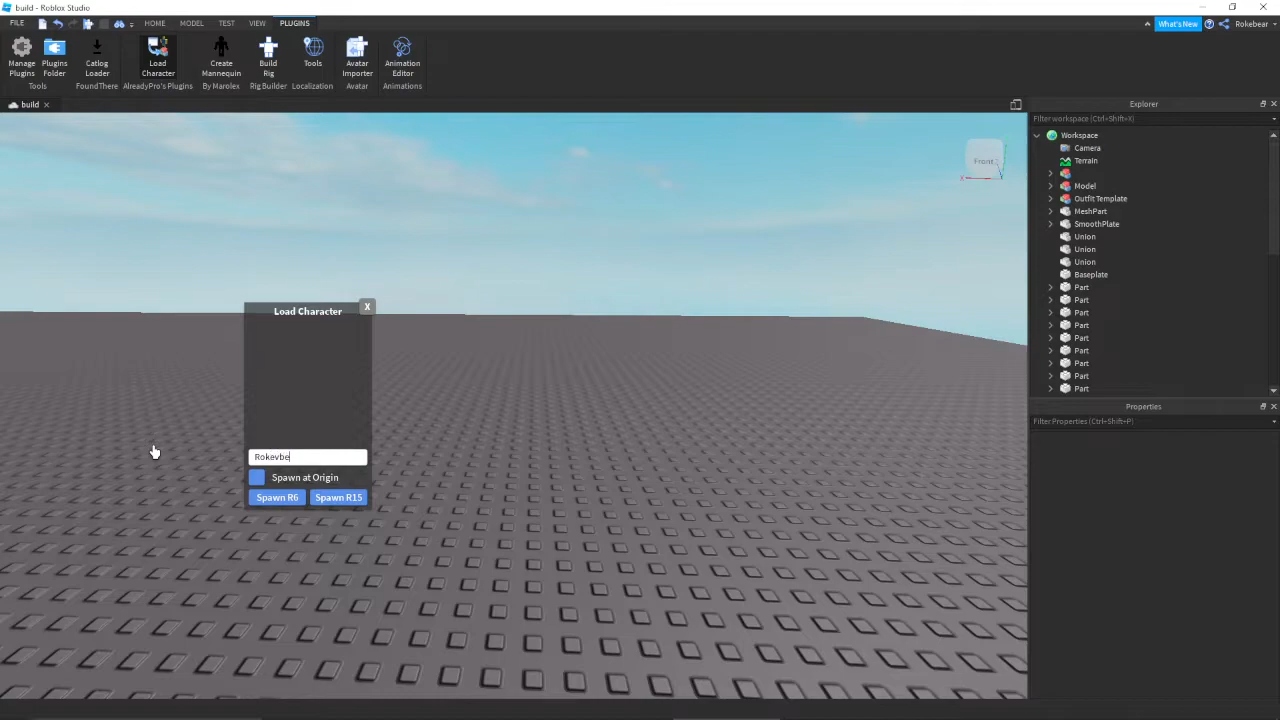 build - Roblox Studio
FILE HOME MODEL TEST VIEW PLUGINS What's New Rokebear
Manage Plugins
Plugins Folder
Catlog Loader
Load Character
Create Mannequin
Build Rig
Tools
Avatar Importer
Animation Editor
Tools FoundThere AlreadyPro's Plugins By Marolex Rig Builder Localization Avatar Animations
build
Explorer
Filter workspace (Ctrl+Shift+X)
Workspace
Camera
Terrain
Model
Outfit Template
MeshPart
SmoothPlate
Union
Union
Union
Baseplate
Part
Part
Part
Part
Part
Part
Part
Part
Part
Properties
Filter Properties (Ctrl+Shift+P)
Front
X
Load Character X
Rokevbe
Spawn at Origin
Spawn R6 Spawn R15